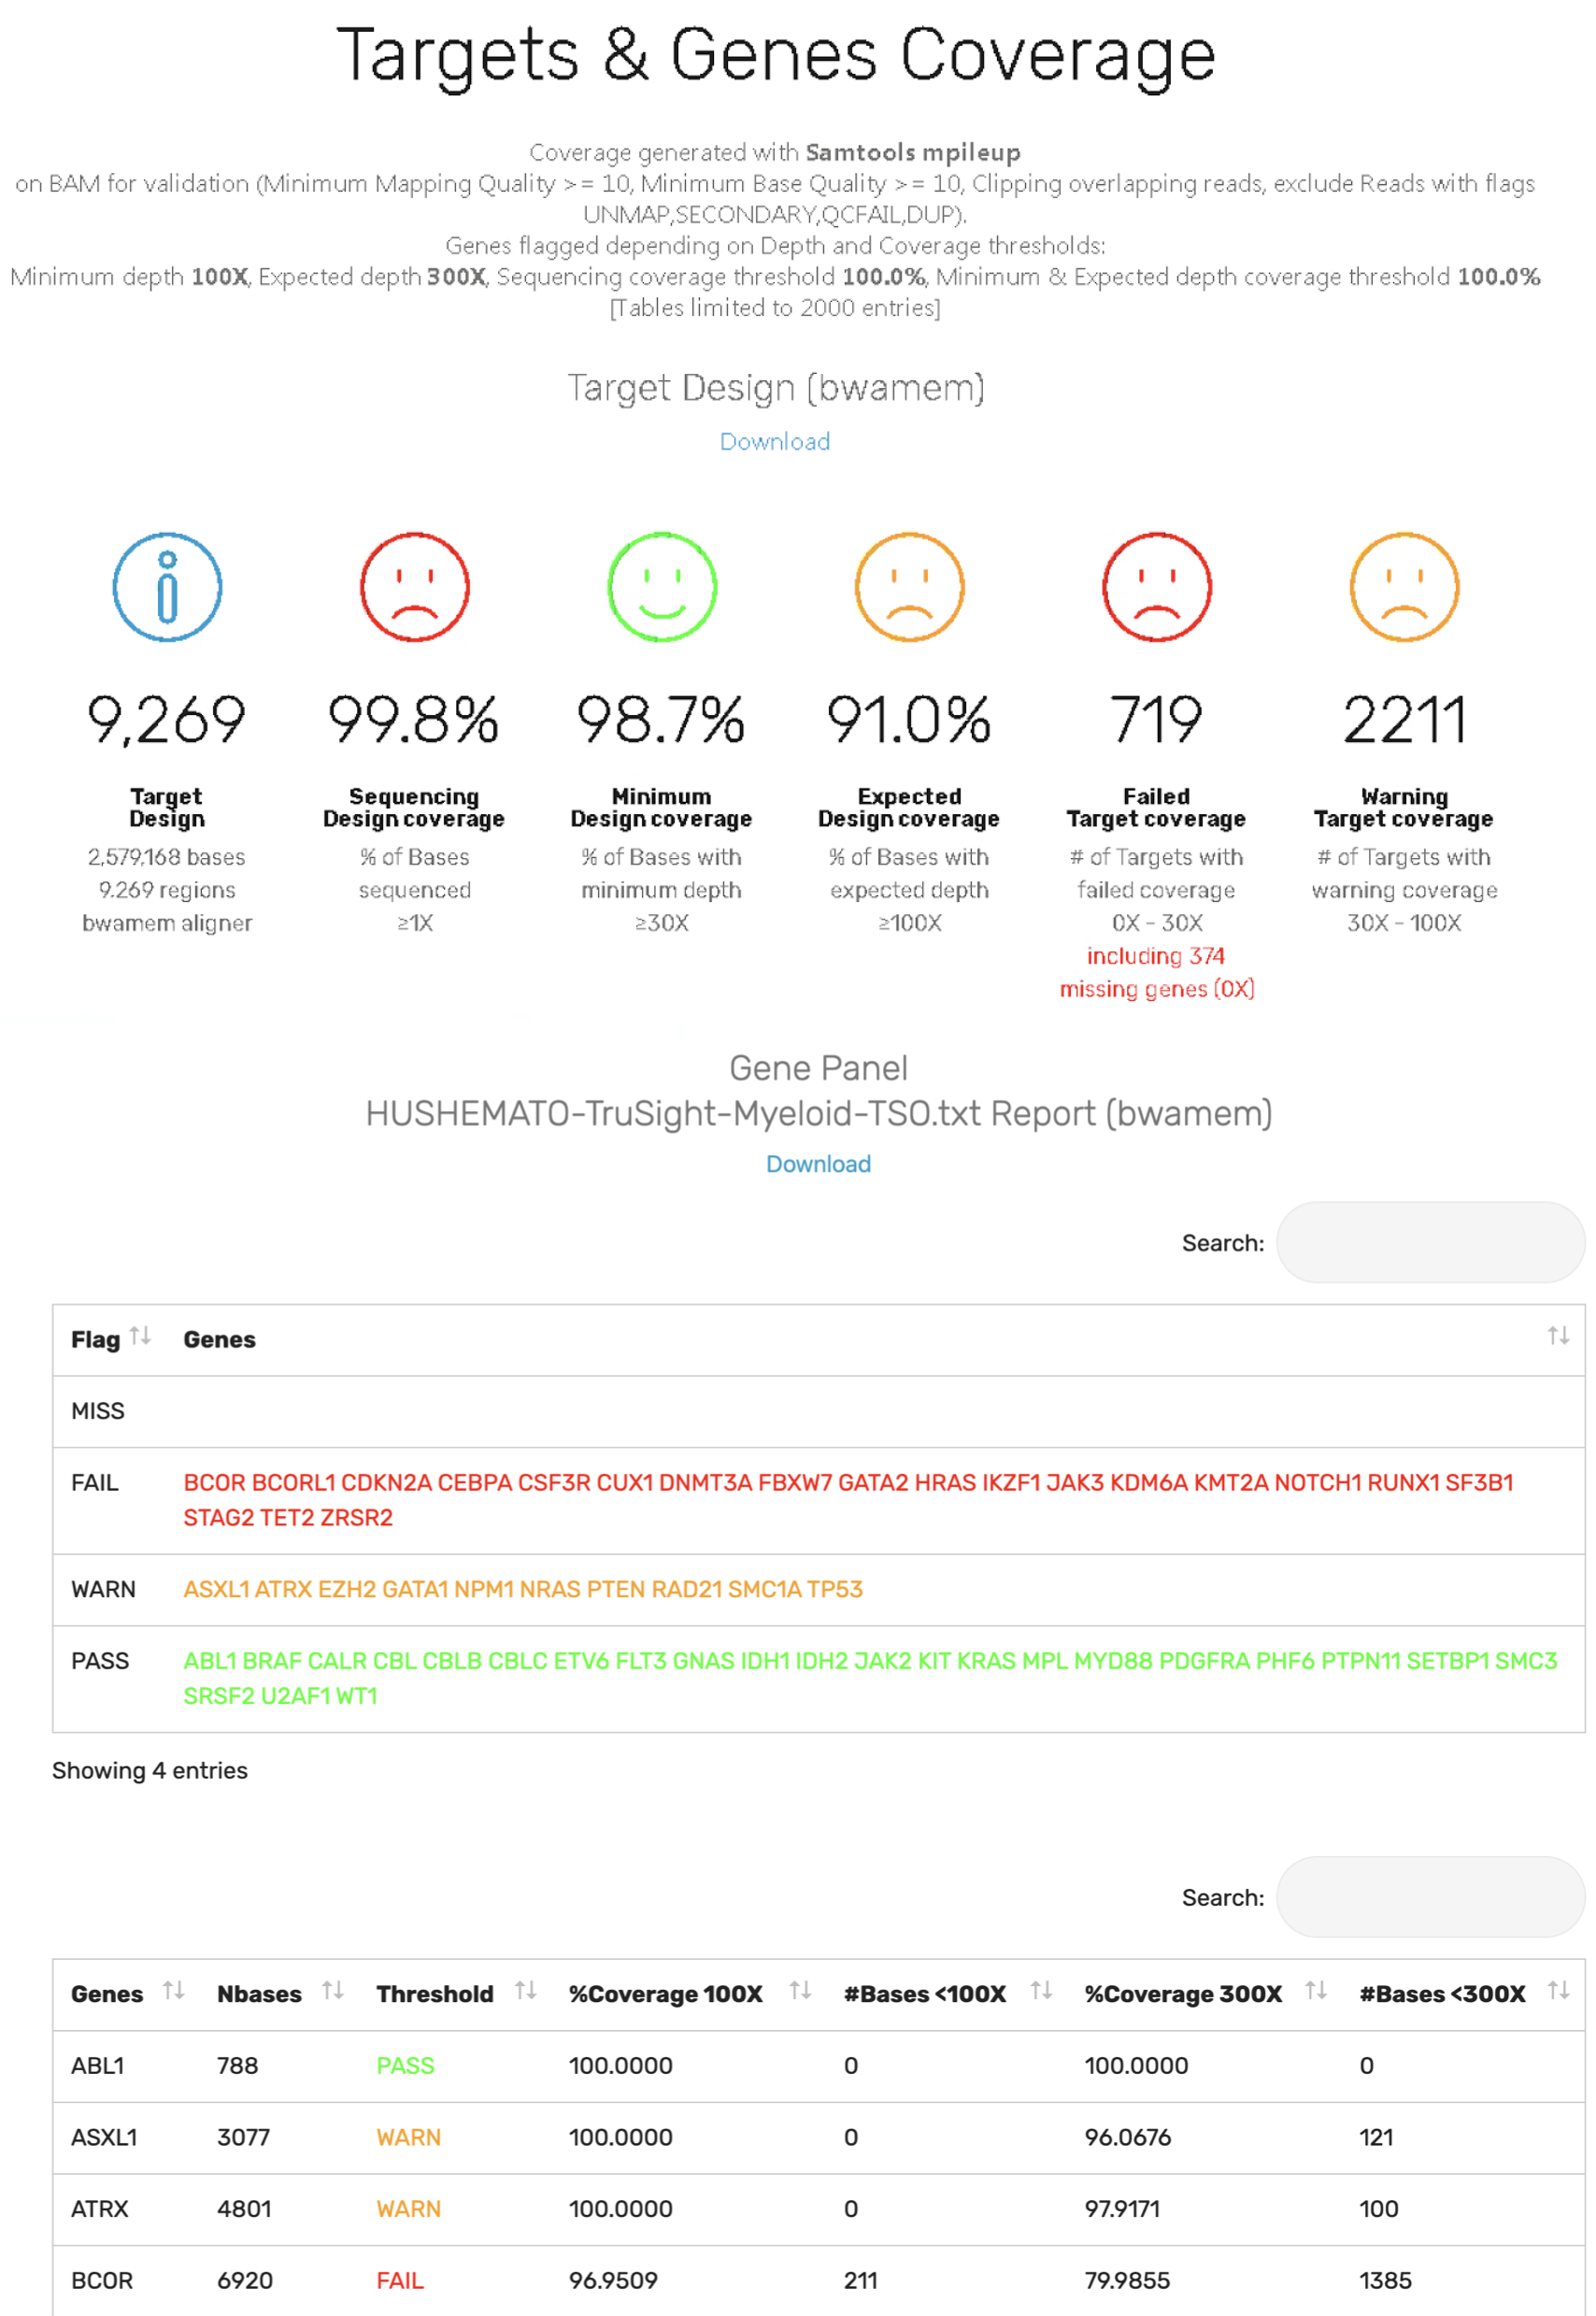 Targets & Genes Coverage
Coverage generated with Samtools mpileup
on BAM for validation (Minimum Mapping Quality >= 10, Minimum Base Quality >= 10, Clipping overlapping reads, exclude Reads with flags
UNMAP,SECONDARY,QCFAIL,DUP).
Genes flagged depending on Depth and Coverage thresholds:
Minimum depth 100X, Expected depth 300X, Sequencing coverage threshold 100.0%, Minimum & Expected depth coverage threshold 100.0%
[Tables limited to 2000 entries]
Target Design (bwamem)
Download
9,269 99.8% 98.7% 91.0% 719 2211
Target Sequencing Minimum Expected Failed Warning
Design Design coverage Design coverage Design coverage Target coverage Target coverage
2,579,168 bases % of Bases % of Bases with % of Bases with # of Targets with # of Targets with
9.269 regions sequenced minimum depth expected depth failed coverage warning coverage
bwamem aligner ≥1X ≥30X ≥100X 0X - 30X 30X - 100X
including 374
missing genes (0X)
Gene Panel
HUSHEMATO-TruSight-Myeloid-TSO.txt Report (bwamem)
Download
Search:
Flag Genes
MISS
FAIL BCOR BCORL1 CDKN2A CEBPA CSF3R CUX1 DNMT3A FBXW7 GATA2 HRAS IKZF1 JAK3 KDM6A KMT2A NOTCH1 RUNX1 SF3B1
STAG2 TET2 ZRSR2
WARN ASXL1 ATRX EZH2 GATA1 NPM1 NRAS PTEN RAD21 SMC1A TP53
PASS ABL1 BRAF CALR CBL CBLB CBLC ETV6 FLT3 GNAS IDH1 IDH2 JAK2 KIT KRAS MPL MYD88 PDGFRA PHF6 PTPN11 SETBP1 SMC3
SRSF2 U2AF1 WT1
Showing 4 entries
Search:
Genes Nbases Threshold %Coverage 100X #Bases <100X %Coverage 300X #Bases <300X
ABL1 788 PASS 100.0000 0 100.0000 0
ASXL1 3077 WARN 100.0000 0 96.0676 121
ATRX 4801 WARN 100.0000 0 97.9171 100
BCOR 6920 FAIL 96.9509 211 79.9855 1385